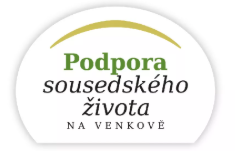 Podpora
sousedského
života
NA VENKOVĚ